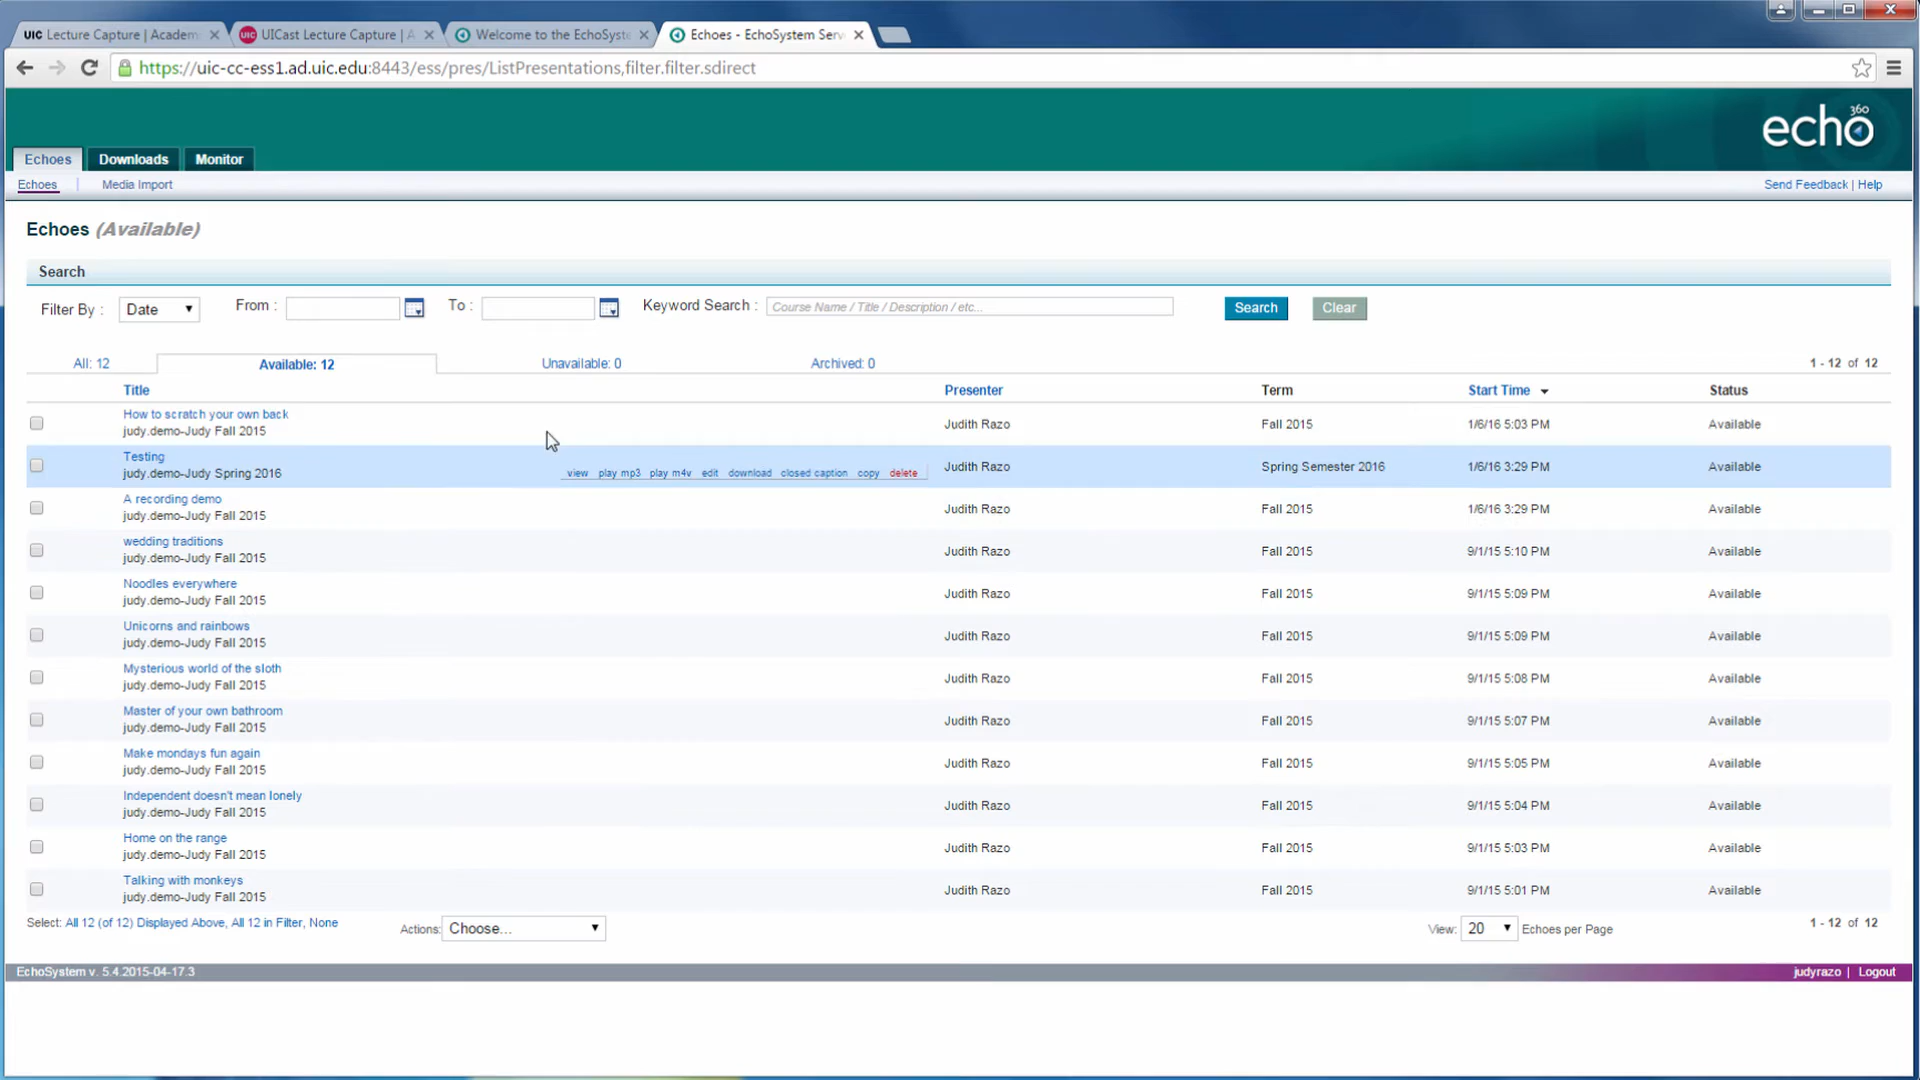 UIC Lecture Capture | Academ
UIC UICast Lecture Capture | A
Welcome to the EchoSyste
Echoes - EchoSystem Serv
https://uic-cc-ess1.ad.uic.edu:8443/ess/pres/ListPresentations,filter.filter.sdirect
echo360
Echoes Downloads Monitor
Echoes | Media Import
Send Feedback | Help
Echoes (Available)
Search
Filter By : Date From : To : Keyword Search : Course Name / Title / Description / etc... Search Clear
All: 12 Available: 12 Unavailable: 0 Archived: 0 1 - 12 of 12
Title Presenter Term Start Time Status
How to scratch your own back
judy.demo-Judy Fall 2015 Judith Razo Fall 2015 1/6/16 5:03 PM Available
Testing
judy.demo-Judy Spring 2016 view play mp3 play m4v edit download closed caption copy delete Judith Razo Spring Semester 2016 1/6/16 3:29 PM Available
A recording demo
judy.demo-Judy Fall 2015 Judith Razo Fall 2015 1/6/16 3:29 PM Available
wedding traditions
judy.demo-Judy Fall 2015 Judith Razo Fall 2015 9/1/15 5:10 PM Available
Noodles everywhere
judy.demo-Judy Fall 2015 Judith Razo Fall 2015 9/1/15 5:09 PM Available
Unicorns and rainbows
judy.demo-Judy Fall 2015 Judith Razo Fall 2015 9/1/15 5:09 PM Available
Mysterious world of the sloth
judy.demo-Judy Fall 2015 Judith Razo Fall 2015 9/1/15 5:08 PM Available
Master of your own bathroom
judy.demo-Judy Fall 2015 Judith Razo Fall 2015 9/1/15 5:07 PM Available
Make mondays fun again
judy.demo-Judy Fall 2015 Judith Razo Fall 2015 9/1/15 5:05 PM Available
Independent doesn't mean lonely
judy.demo-Judy Fall 2015 Judith Razo Fall 2015 9/1/15 5:04 PM Available
Home on the range
judy.demo-Judy Fall 2015 Judith Razo Fall 2015 9/1/15 5:03 PM Available
Talking with monkeys
judy.demo-Judy Fall 2015 Judith Razo Fall 2015 9/1/15 5:01 PM Available
Select: All 12 (of 12) Displayed Above, All 12 in Filter, None Actions: Choose... View: 20 Echoes per Page 1 - 12 of 12
EchoSystem v. 5.4.2015-04-17.3 judyrazo | Logout